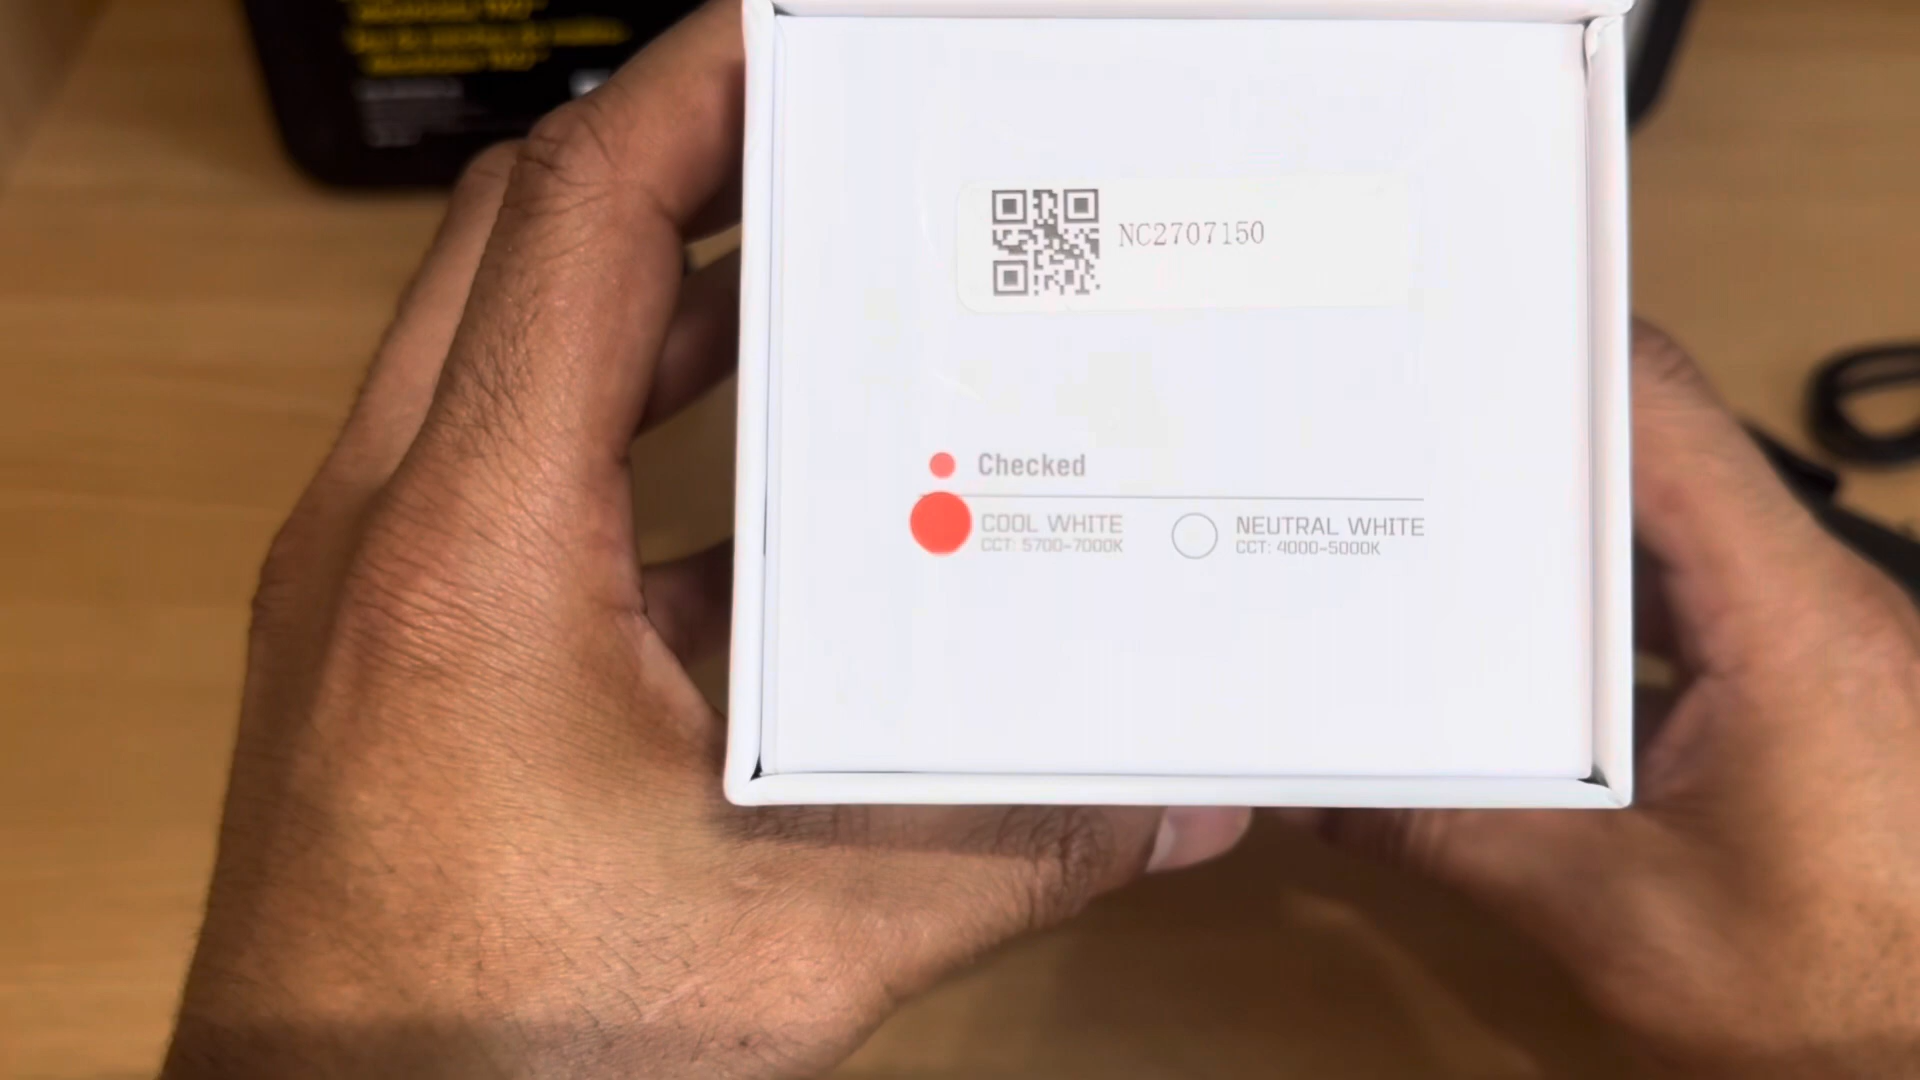 NC2707150
Checked
COOL WHITE
CCT: 5700-7000K
NEUTRAL WHITE
CCT: 4000-5000K